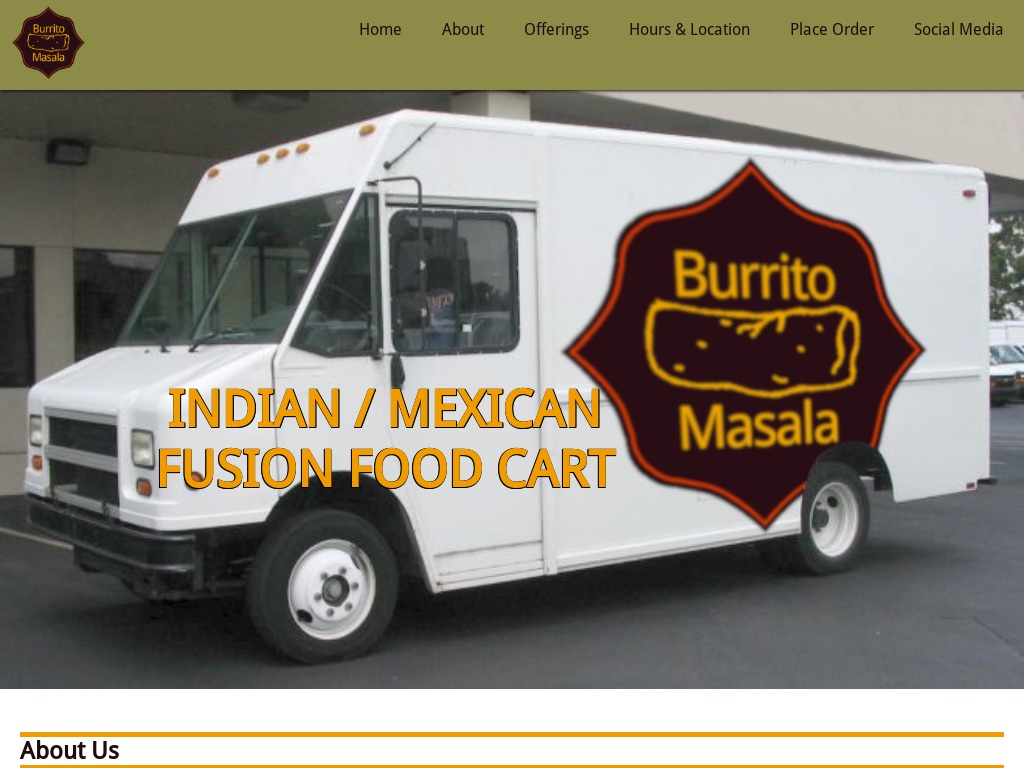 Burrito
Masala
Home About Offerings Hours & Location Place Order Social Media
Burrito
Masala
INDIAN / MEXICAN
FUSION FOOD CART
About Us